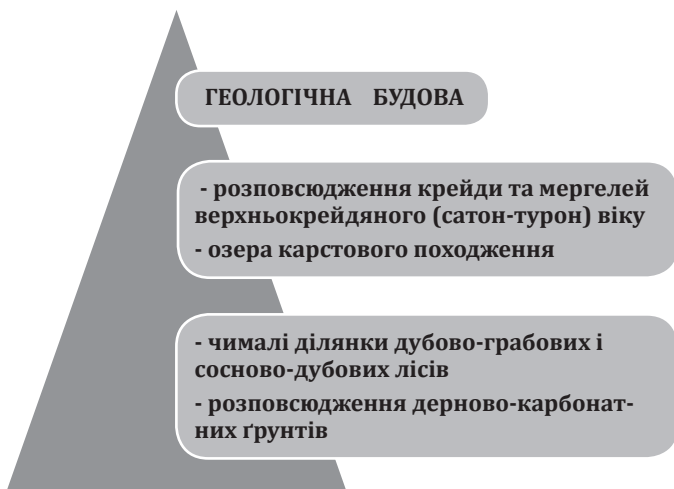 ГЕОЛОГІЧНА БУДОВА
- розповсюдження крейди та мергелей
верхньокрейдяного (сатон-турон) віку
- озера карстового походження
- чималі ділянки дубово-грабових і
сосново-дубових лісів
- розповсюдження дерново-карбонат-
них ґрунтів